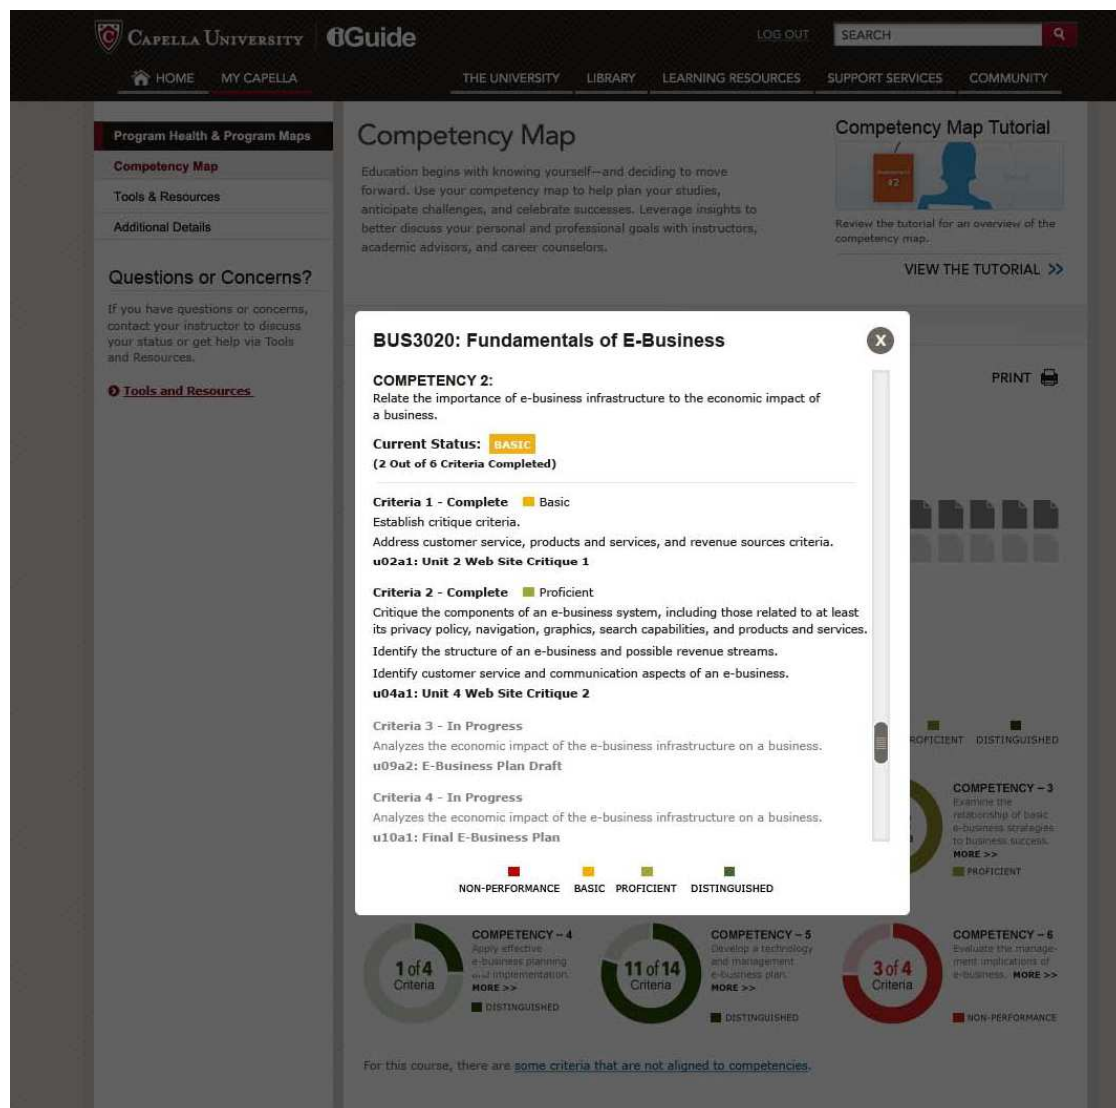 CAPELLA UNIVERSITY
iGuide
LOG OUT
SEARCH
HOME
MY CAPELLA
THE UNIVERSITY
LIBRARY
LEARNING RESOURCES
SUPPORT SERVICES
COMMUNITY
Program Health & Program Maps
Competency Map
Tools & Resources
Additional Details
Questions or Concerns?
If you have questions or concerns,
contact your instructor to discuss
your status or get help via Tools
and Resources.
Tools and Resources
Competency Map
Education begins with knowing yourself—and deciding to move
forward. Use your competency map to help plan your studies,
anticipate challenges, and celebrate successes. Leverage insights to
better discuss your personal and professional goals with instructors,
academic advisors, and career counselors.
Competency Map Tutorial
#2
Review the tutorial for an overview of the
competency map.
VIEW THE TUTORIAL >>
PRINT
BUS3020: Fundamentals of E-Business
X
COMPETENCY 2:
Relate the importance of e-business infrastructure to the economic impact of
a business.
Current Status: BASIC
(2 Out of 6 Criteria Completed)
Criteria 1 - Complete Basic
Establish critique criteria.
Address customer service, products and services, and revenue sources criteria.
u02a1: Unit 2 Web Site Critique 1
Criteria 2 - Complete Proficient
Critique the components of an e-business system, including those related to at least
its privacy policy, navigation, graphics, search capabilities, and products and services.
Identify the structure of an e-business and possible revenue streams.
Identify customer service and communication aspects of an e-business.
u04a1: Unit 4 Web Site Critique 2
Criteria 3 - In Progress
Analyzes the economic impact of the e-business infrastructure on a business.
u09a2: E-Business Plan Draft
Criteria 4 - In Progress
Analyzes the economic impact of the e-business infrastructure on a business.
u10a1: Final E-Business Plan
NON-PERFORMANCE BASIC PROFICIENT DISTINGUISHED
DISTINGUISHED
COMPETENCY – 3
Examine the
relationship of basic
e-business strategies
to business success.
MORE >>
PROFICIENT
1 of 4
Criteria
COMPETENCY – 4
Apply effective
e-business planning
and implementation.
MORE >>
DISTINGUISHED
11 of 14
Criteria
COMPETENCY – 5
Develop a technology
and management
e-business plan.
MORE >>
DISTINGUISHED
3 of 4
Criteria
COMPETENCY – 6
Evaluate the manage-
ment implications of
e-business. MORE >>
NON-PERFORMANCE
For this course, there are some criteria that are not aligned to competencies.